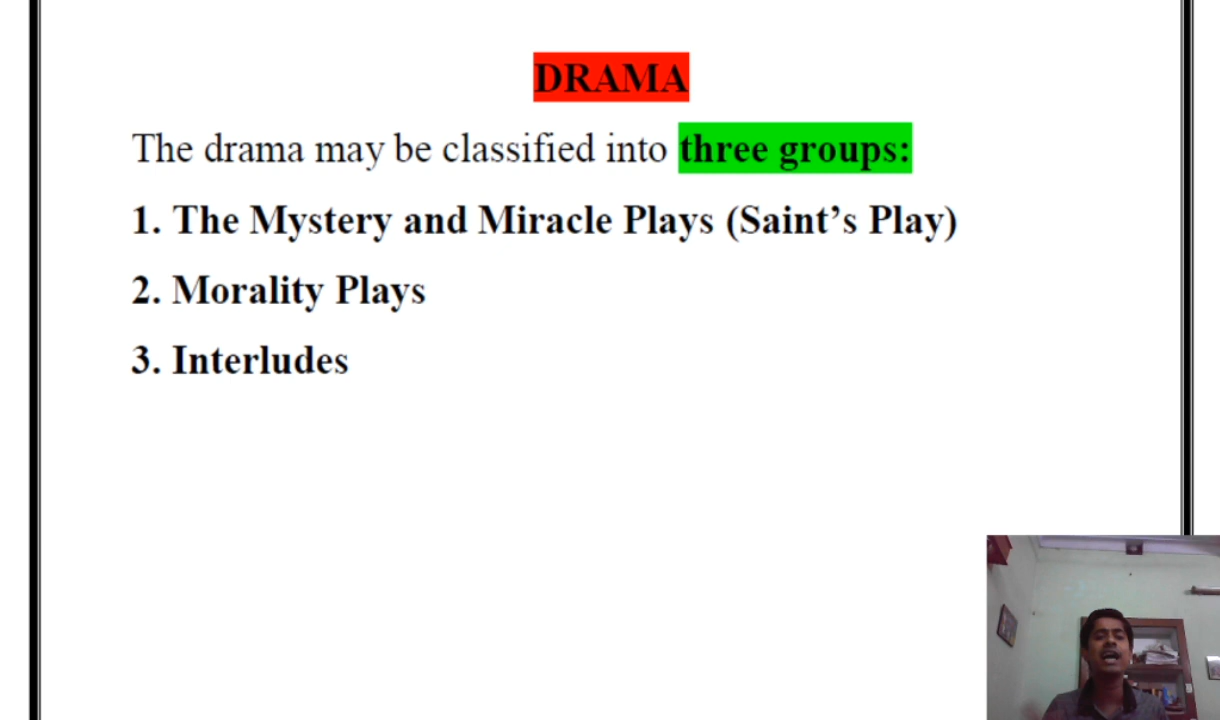 DRAMA
The drama may be classified into three groups:
1. The Mystery and Miracle Plays (Saint’s Play)
2. Morality Plays
3. Interludes